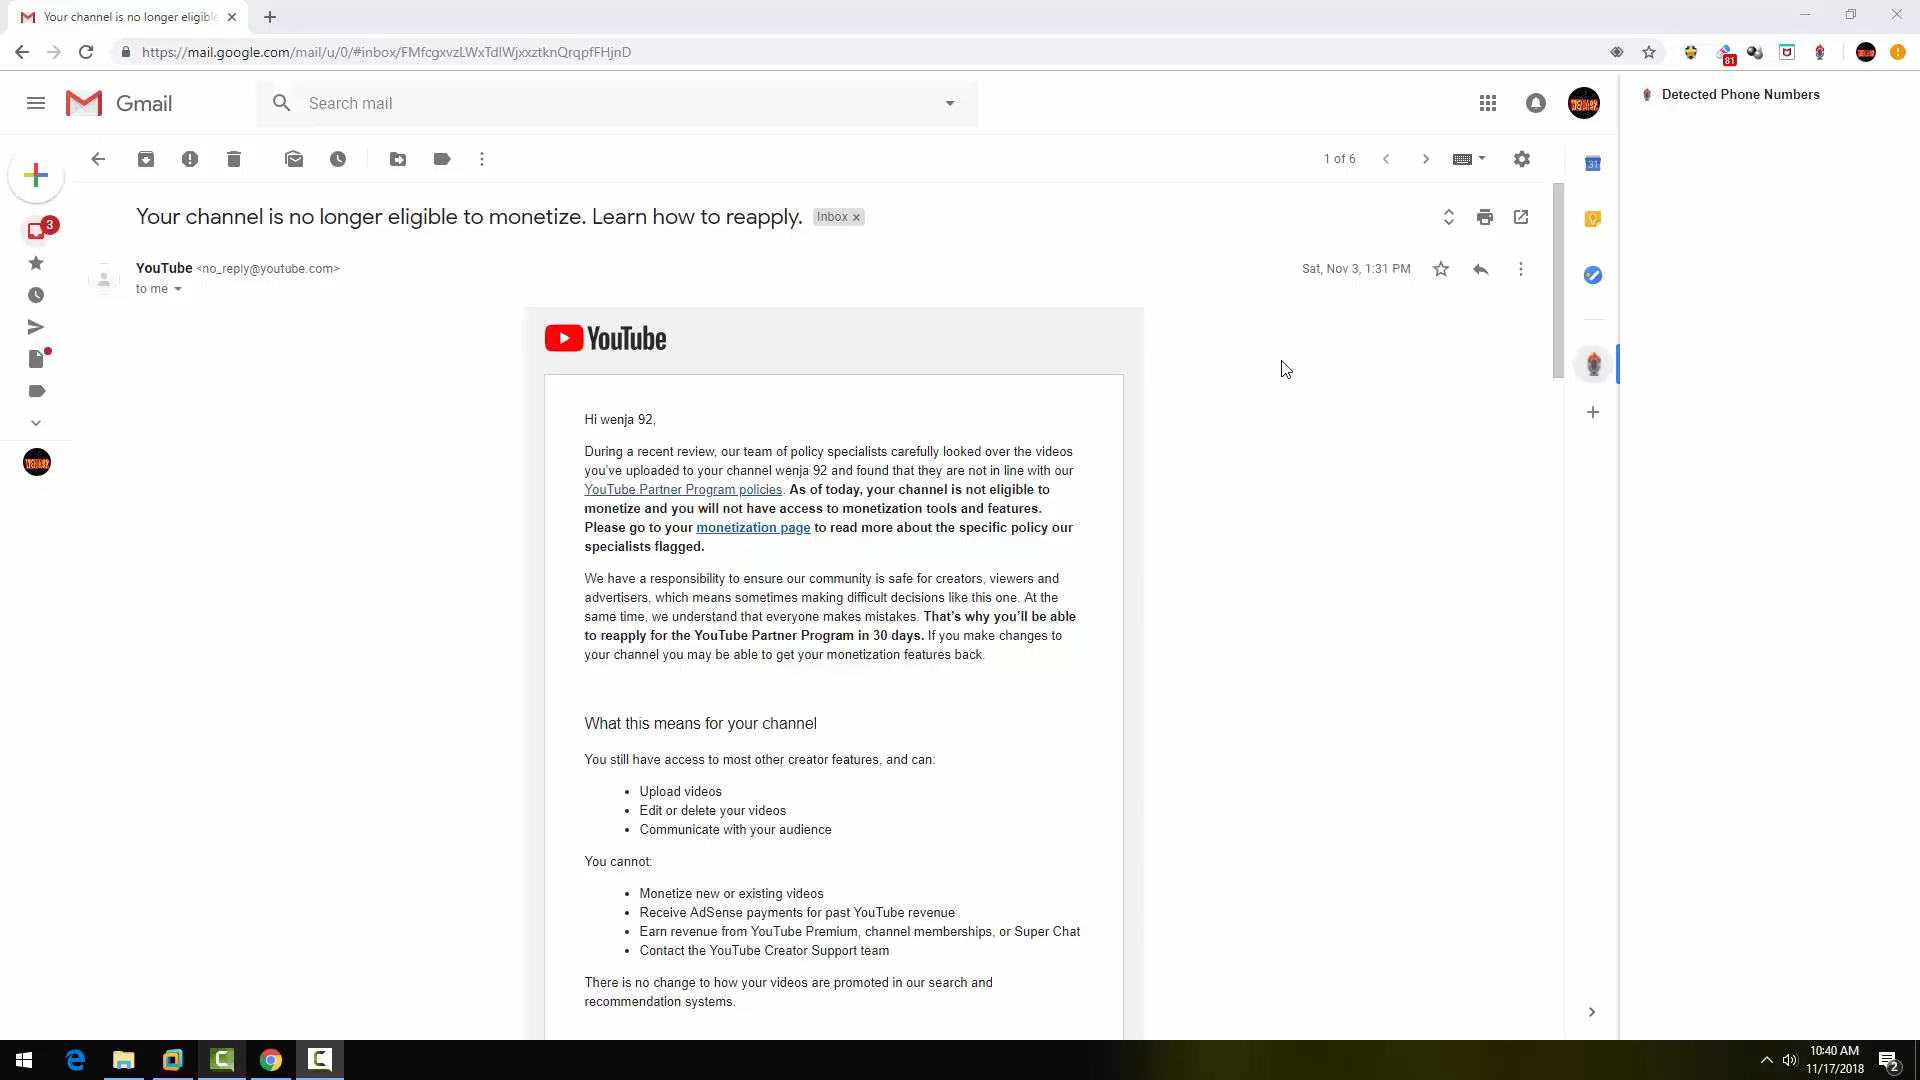 Your channel is no longer eligible
https://mail.google.com/mail/u/0/#inbox/FMfcgxvzLWxTdlWjxxztknQrqpfFHjnD
81
Gmail
Search mail
Detected Phone Numbers
1 of 6
31
3
Your channel is no longer eligible to monetize. Learn how to reapply.
Inbox x
YouTube <no_reply@youtube.com>
Sat, Nov 3, 1:31 PM
to me
YouTube
Hi wenja 92,
During a recent review, our team of policy specialists carefully looked over the videos
you've uploaded to your channel wenja 92 and found that they are not in line with our
YouTube Partner Program policies. As of today, your channel is not eligible to
monetize and you will not have access to monetization tools and features.
Please go to your monetization page to read more about the specific policy our
specialists flagged.
We have a responsibility to ensure our community is safe for creators, viewers and
advertisers, which means sometimes making difficult decisions like this one. At the
same time, we understand that everyone makes mistakes. That's why you'll be able
to reapply for the YouTube Partner Program in 30 days. If you make changes to
your channel you may be able to get your monetization features back.
What this means for your channel
You still have access to most other creator features, and can:
• Upload videos
• Edit or delete your videos
• Communicate with your audience
You cannot:
• Monetize new or existing videos
• Receive AdSense payments for past YouTube revenue
• Earn revenue from YouTube Premium, channel memberships, or Super Chat
• Contact the YouTube Creator Support team
There is no change to how your videos are promoted in our search and
recommendation systems.
10:40 AM
11/17/2018
2